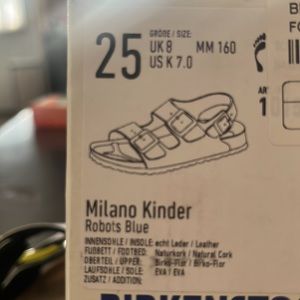 GRÖSSE / SIZE:
25 UK 8 MM 160
US K 7.0
Milano Kinder
Robots Blue
INNENSOHLE / INSOLE: echt Leder / Leather
FUßBETT / FOOTBED: Naturkork / Natural Cork
OBERTEIL / UPPER: Birko-Flor / Birko-Flor
LAUFSOHLE / SOLE: EVA / EVA
ZUSATZ / ADDITION: